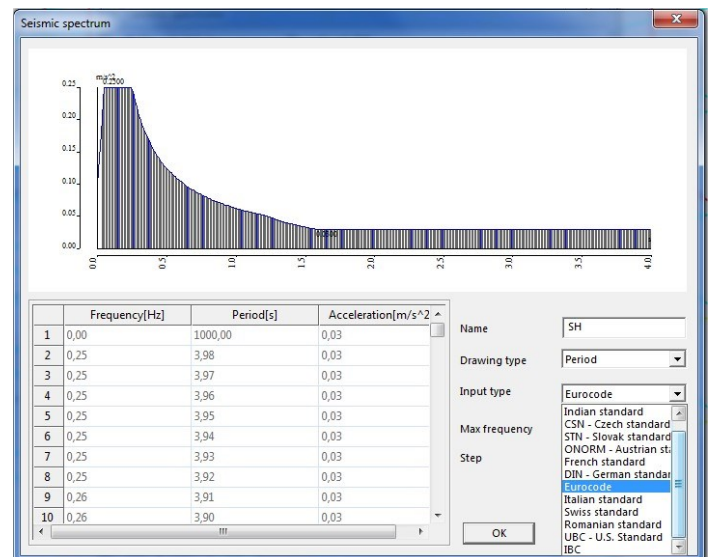 Seismic spectrum
0.25
0.2500
0.20
0.15
0.10
0.05
0.00
0.0
0.5
1.0
1.5
2.0
2.5
3.0
3.5
4.0
Frequency[Hz] Period[s] Acceleration[m/s^2
1 0,00 1000,00 0,03
2 0,25 3,98 0,03
3 0,25 3,97 0,03
4 0,25 3,96 0,03
5 0,25 3,95 0,03
6 0,25 3,94 0,03
7 0,25 3,93 0,03
8 0,25 3,92 0,03
9 0,26 3,91 0,03
10 0,26 3,90 0,03
Name SH
Drawing type Period
Input type Eurocode
Max frequency
Step
Indian standard
CSN - Czech standard
STN - Slovak standard
ONORM - Austrian sta
French standard
DIN - German standar
Eurocode
Italian standard
Swiss standard
Romanian standard
UBC - U.S. Standard
IBC
OK